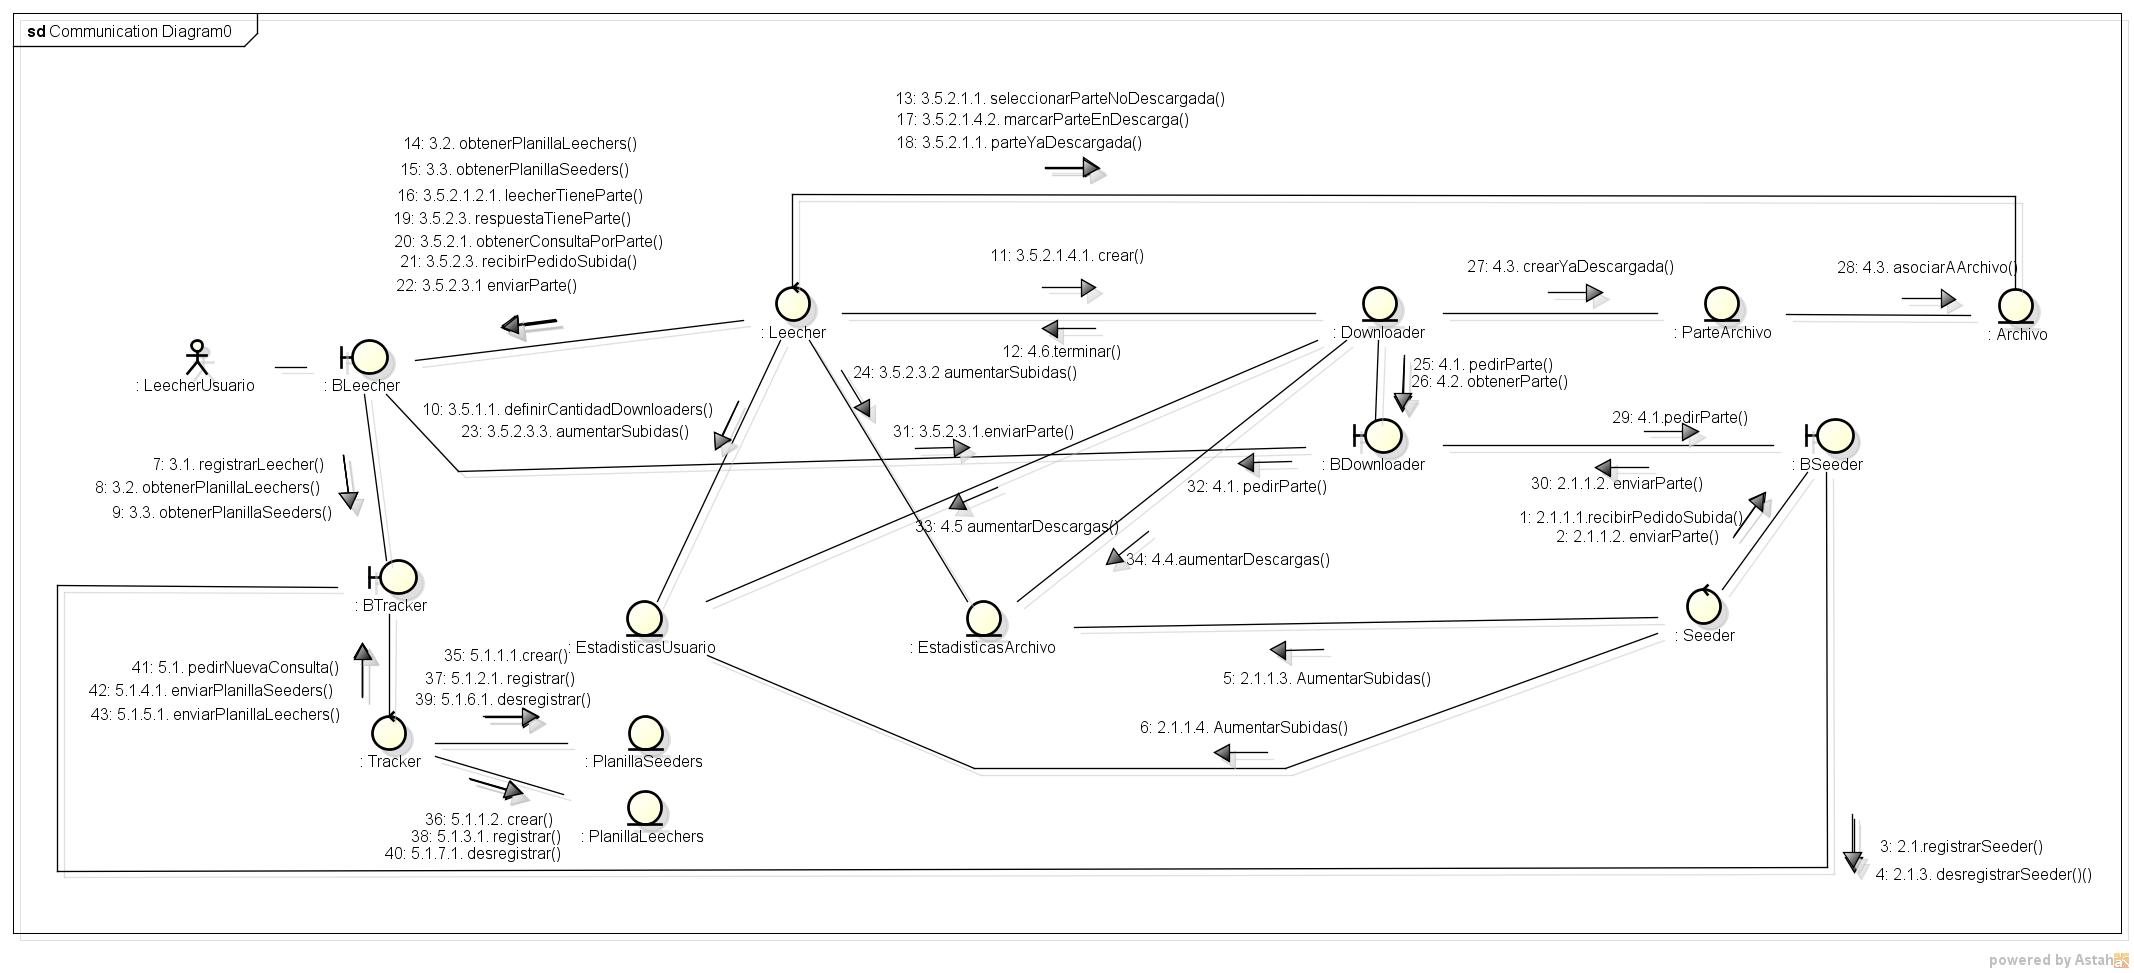 sd Communication Diagram0
13: 3.5.2.1.1. seleccionarParteNoDescargada()
17: 3.5.2.1.4.2. marcarParteEnDescarga()
18: 3.5.2.1.1. parteYaDescargada()
14: 3.2. obtenerPlanillaLeechers()
15: 3.3. obtenerPlanillaSeeders()
16: 3.5.2.1.2.1. leecherTieneParte()
19: 3.5.2.3. respuestaTieneParte()
20: 3.5.2.1. obtenerConsultaPorParte()
21: 3.5.2.3. recibirPedidoSubida()
22: 3.5.2.3.1 enviarParte()
11: 3.5.2.1.4.1. crear()
27: 4.3. crearYaDescargada()
28: 4.3. asociarAArchivo()
: Leecher
: Downloader
: ParteArchivo
: Archivo
12: 4.6.terminar()
24: 3.5.2.3.2 aumentarSubidas()
25: 4.1. pedirParte()
26: 4.2. obtenerParte()
: LeecherUsuario
: BLeecher
10: 3.5.1.1. definirCantidadDownloaders()
23: 3.5.2.3.3. aumentarSubidas()
31: 3.5.2.3.1.enviarParte()
29: 4.1.pedirParte()
: BDownloader
: BSeeder
7: 3.1. registrarLeecher()
8: 3.2. obtenerPlanillaLeechers()
9: 3.3. obtenerPlanillaSeeders()
32: 4.1. pedirParte()
30: 2.1.1.2. enviarParte()
33: 4.5 aumentarDescargas()
1: 2.1.1.1.recibirPedidoSubida()
2: 2.1.1.2. enviarParte()
34: 4.4.aumentarDescargas()
: BTracker
: EstadisticasUsuario
: EstadisticasArchivo
: Seeder
35: 5.1.1.1.crear()
37: 5.1.2.1. registrar()
39: 5.1.6.1. desregistrar()
41: 5.1. pedirNuevaConsulta()
42: 5.1.4.1. enviarPlanillaSeeders()
43: 5.1.5.1. enviarPlanillaLeechers()
5: 2.1.1.3. AumentarSubidas()
6: 2.1.1.4. AumentarSubidas()
: Tracker
: PlanillaSeeders
36: 5.1.1.2. crear()
38: 5.1.3.1. registrar()
40: 5.1.7.1. desregistrar()
: PlanillaLeechers
3: 2.1.registrarSeeder()
4: 2.1.3. desregistrarSeeder()()
powered by Astah